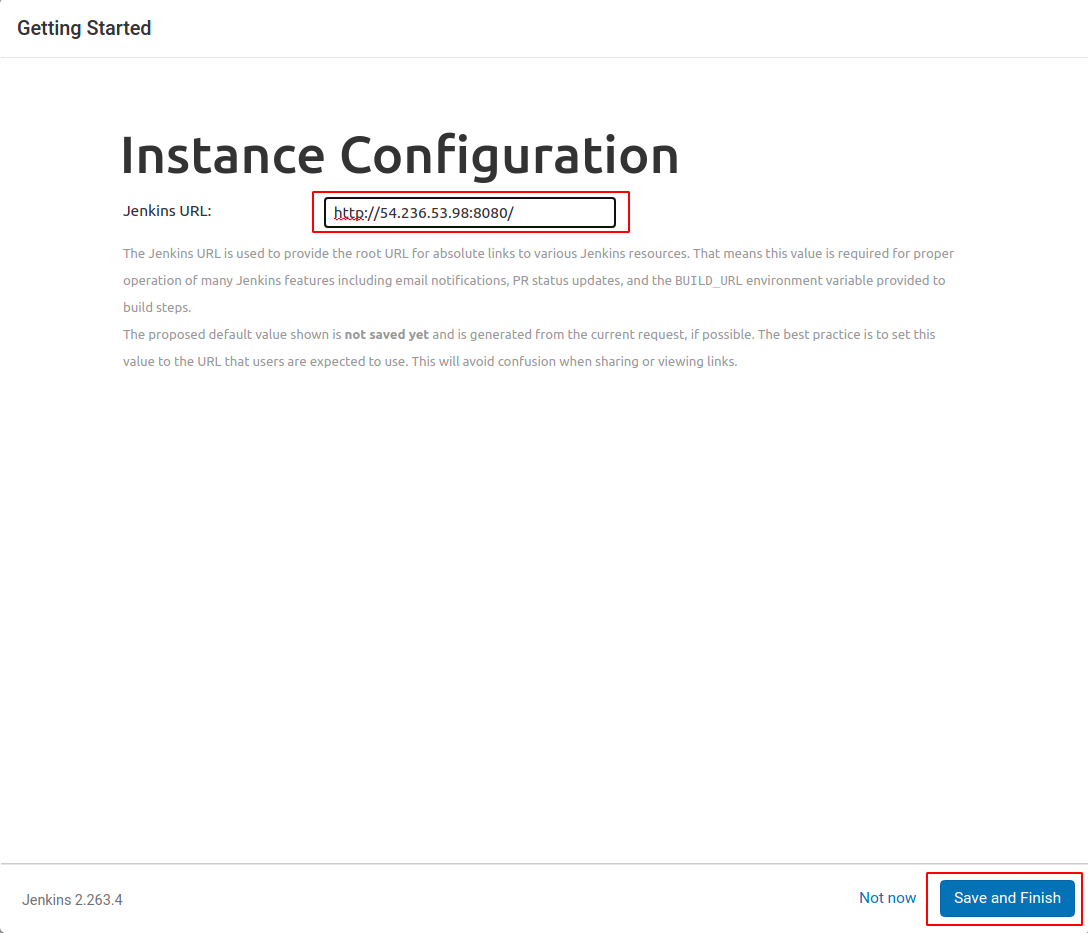 Getting Started
Instance Configuration
Jenkins URL:
http://54.236.53.98:8080/
The Jenkins URL is used to provide the root URL for absolute links to various Jenkins resources. That means this value is required for proper
operation of many Jenkins features including email notifications, PR status updates, and the BUILD_URL environment variable provided to
build steps.
The proposed default value shown is not saved yet and is generated from the current request, if possible. The best practice is to set this
value to the URL that users are expected to use. This will avoid confusion when sharing or viewing links.
Jenkins 2.263.4
Not now
Save and Finish